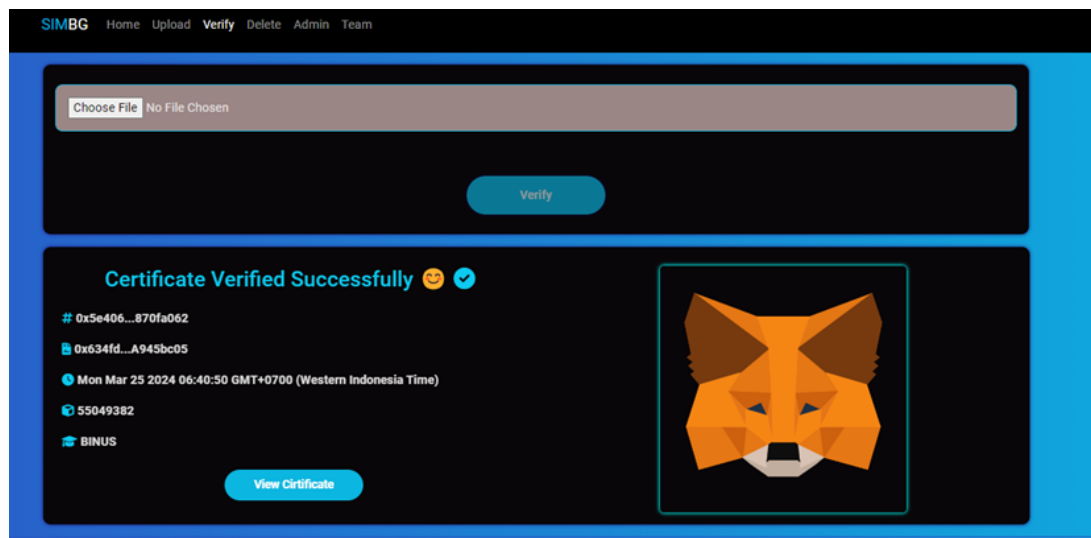 SIMBG Home Upload Verify Delete Admin Team
Choose File No File Chosen
Verify
Certificate Verified Successfully
# 0x5e406...870fa062
0x634fd...A945bc05
Mon Mar 25 2024 06:40:50 GMT+0700 (Western Indonesia Time)
55049382
BINUS
View Cirtificate